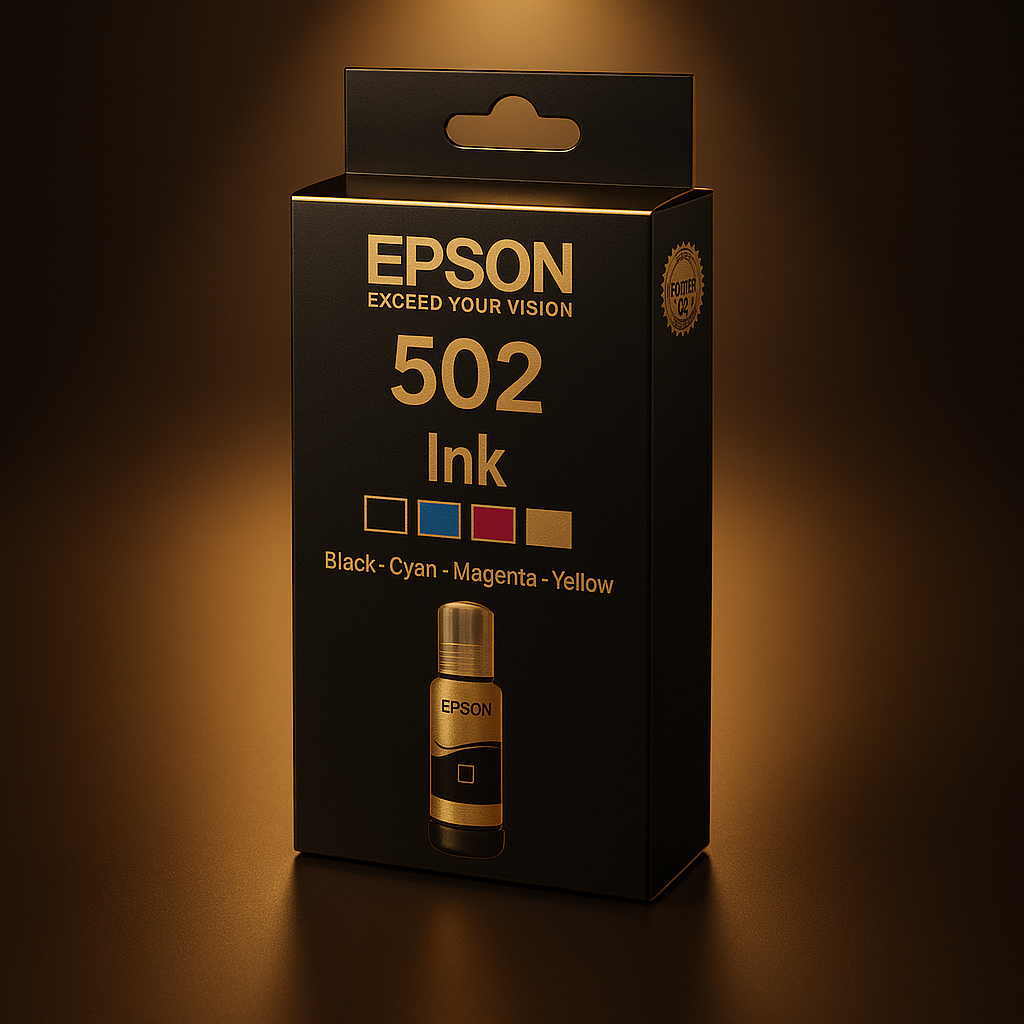 EPSON
EXCEED YOUR VISION
502
Ink
Black - Cyan - Magenta - Yellow
EPSON